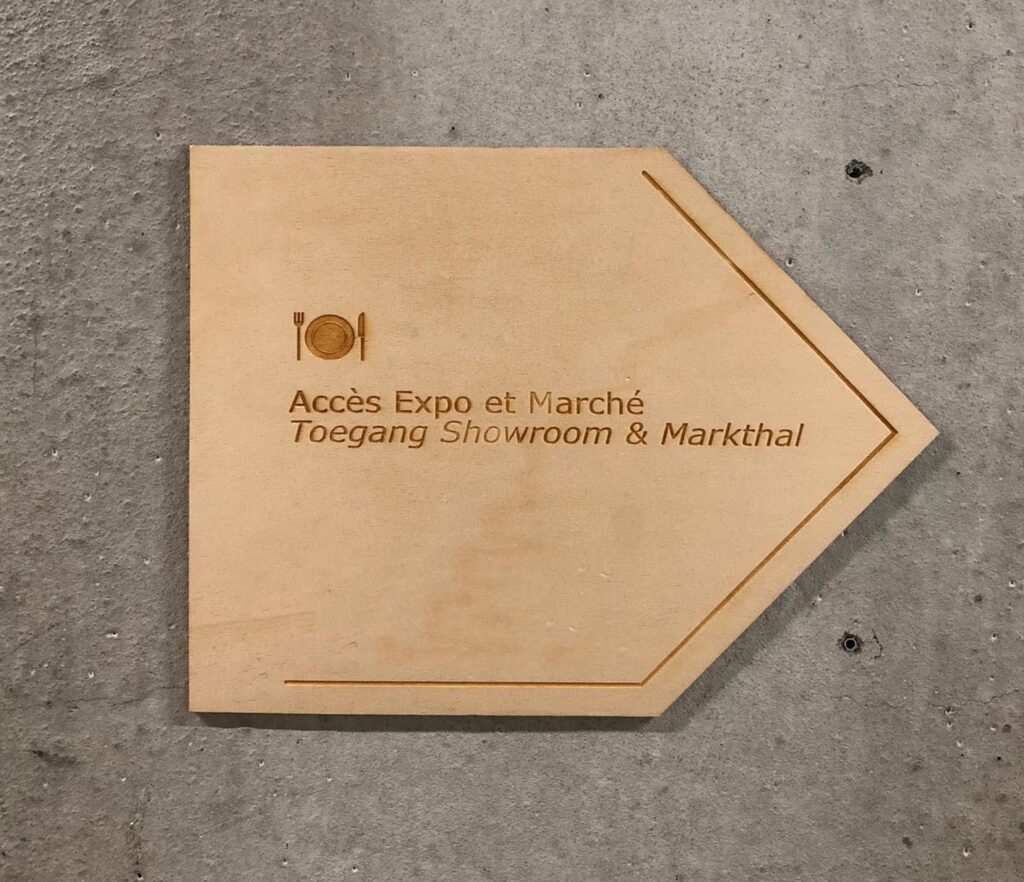 Accès Expo et Marché
Toegang Showroom & Markthal